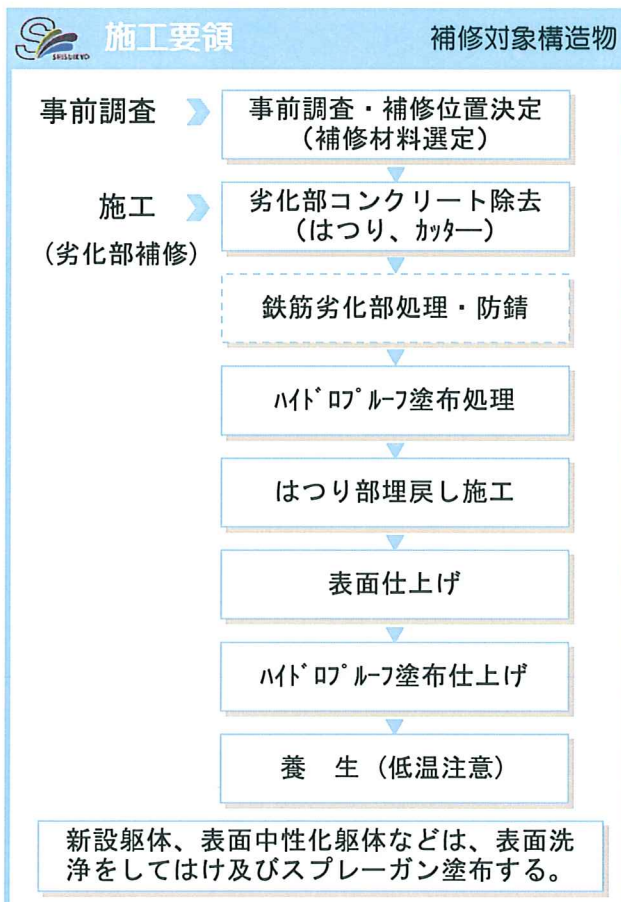 SHISUIKYO
施工要領
補修対象構造物
事前調査
事前調査・補修位置決定
(補修材料選定)
施工
(劣化部補修)
劣化部コンクリート除去
(はつり、ｶｯﾀｰ)
鉄筋劣化部処理・防錆
ﾊｲﾄﾞﾛﾌﾟﾙｰﾌ塗布処理
はつり部埋戻し施工
表面仕上げ
ﾊｲﾄﾞﾛﾌﾟﾙｰﾌ塗布仕上げ
養　生 (低温注意)
新設躯体、表面中性化躯体などは、表面洗
浄をしてはけ及びスプレーガン塗布する。